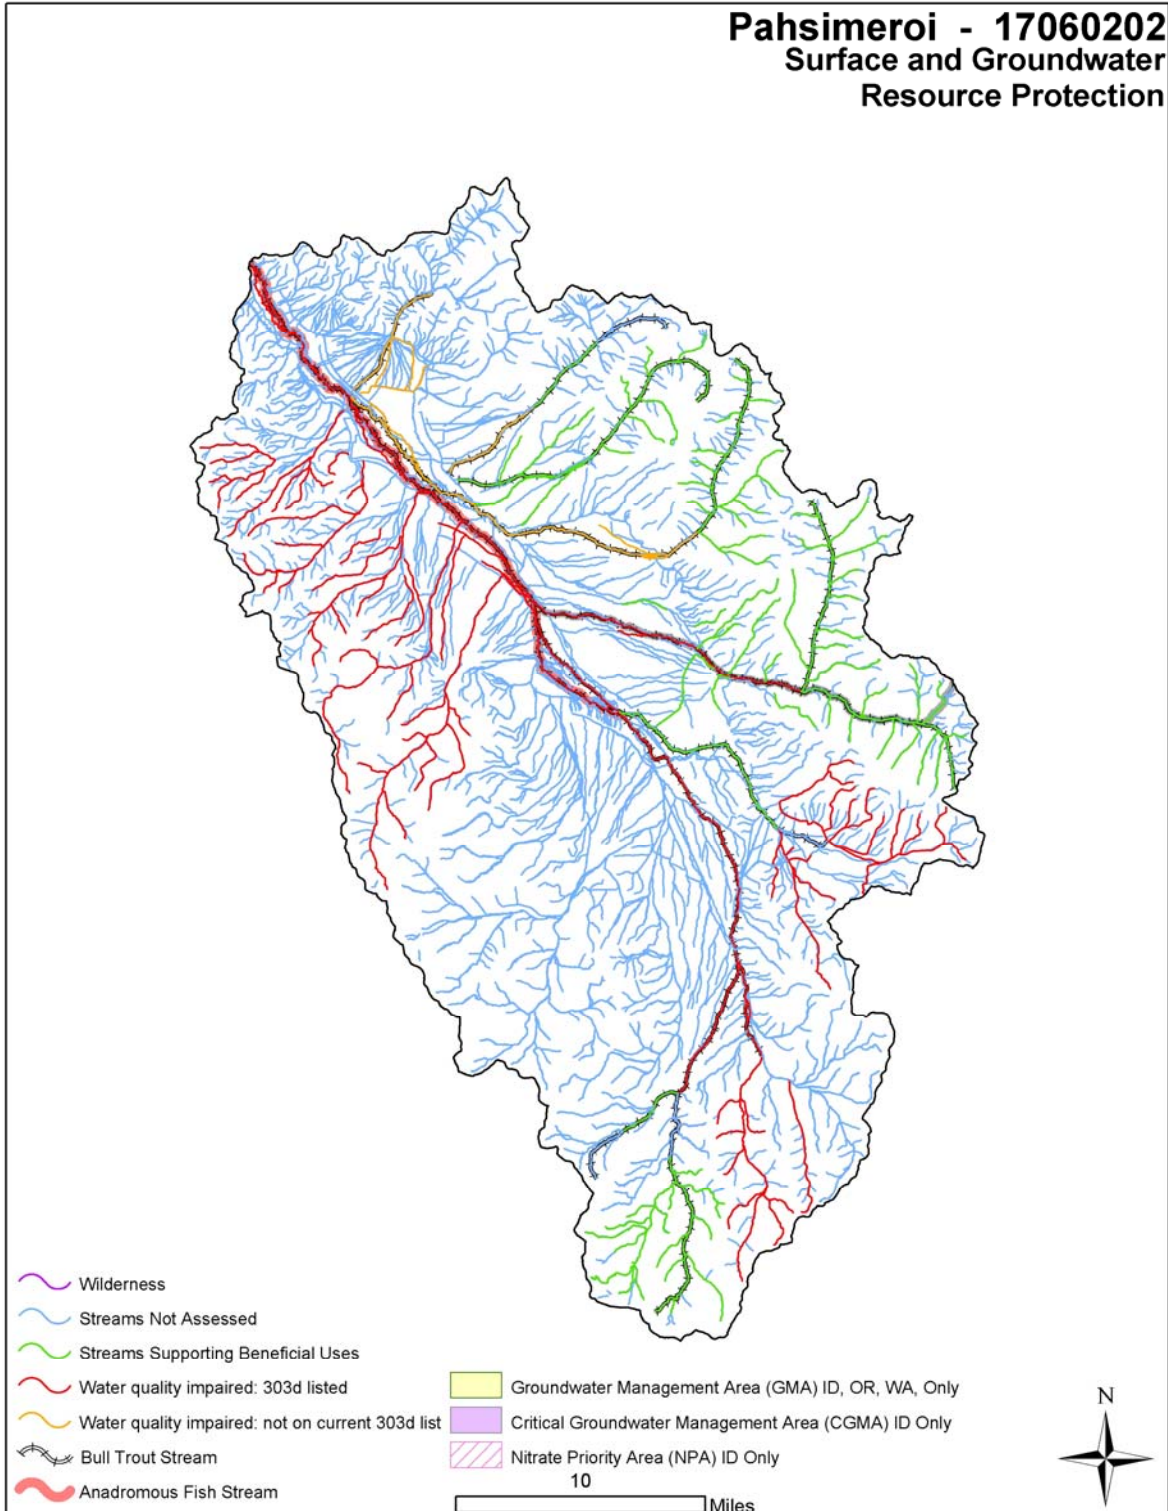 Pahsimeroi - 17060202
Surface and Groundwater
Resource Protection
Wilderness
Streams Not Assessed
Streams Supporting Beneficial Uses
Water quality impaired: 303d listed
Water quality impaired: not on current 303d list
Bull Trout Stream
Anadromous Fish Stream
Groundwater Management Area (GMA) ID, OR, WA, Only
Critical Groundwater Management Area (CGMA) ID Only
Nitrate Priority Area (NPA) ID Only
10
Miles
N